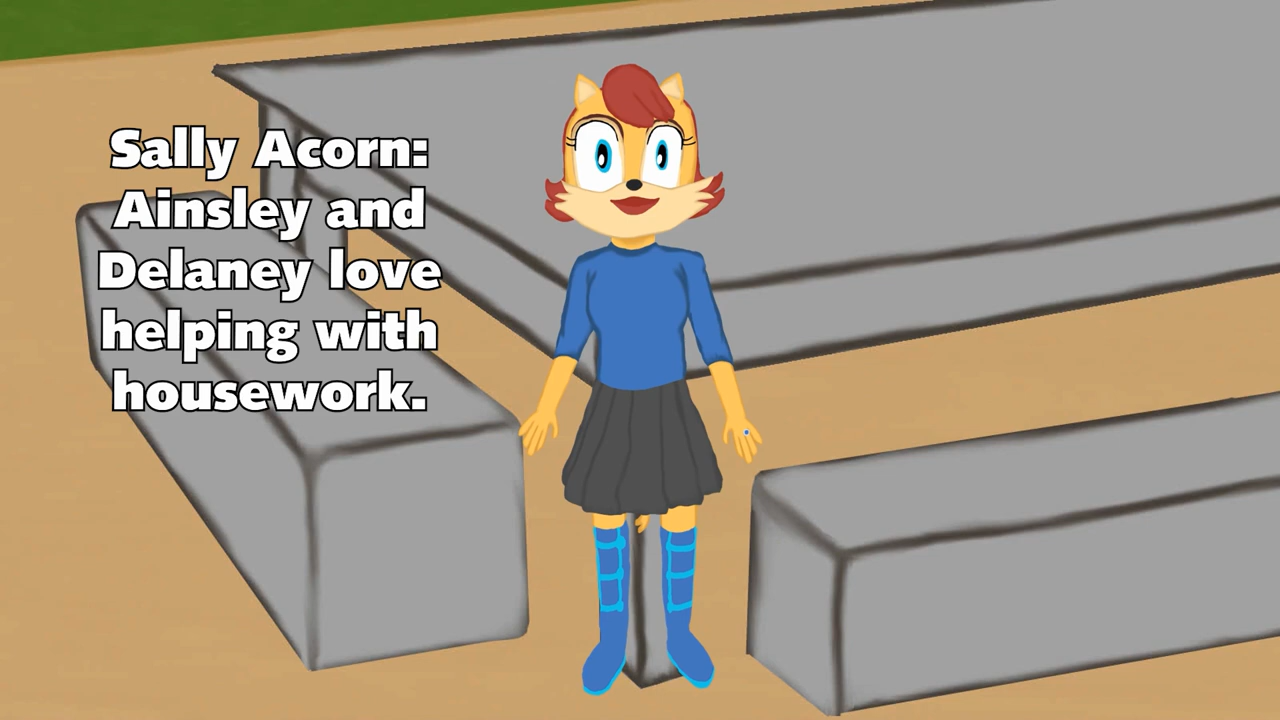 Sally Acorn:
Ainsley and
Delaney love
helping with
housework.